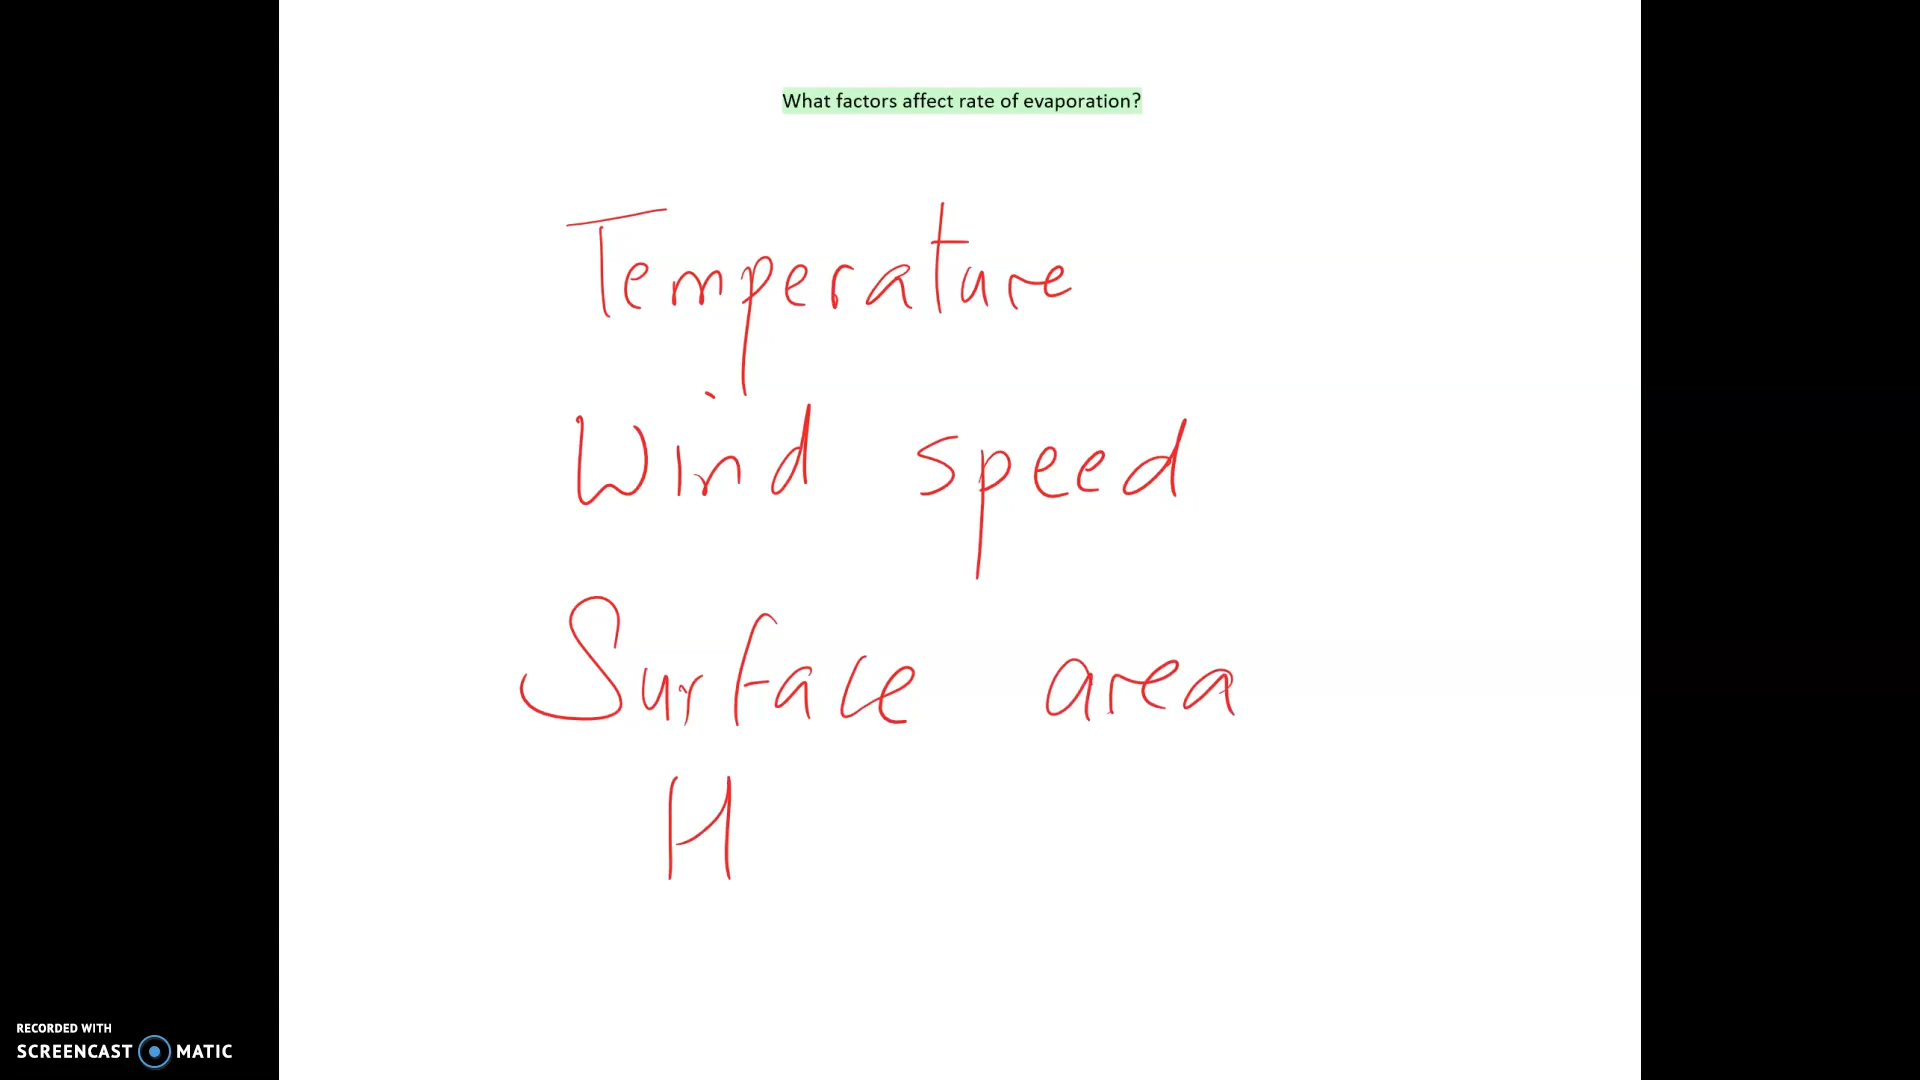 What factors affect rate of evaporation?
Temperature
Wind speed
Surface area
H
RECORDED WITH
SCREENCAST MATIC